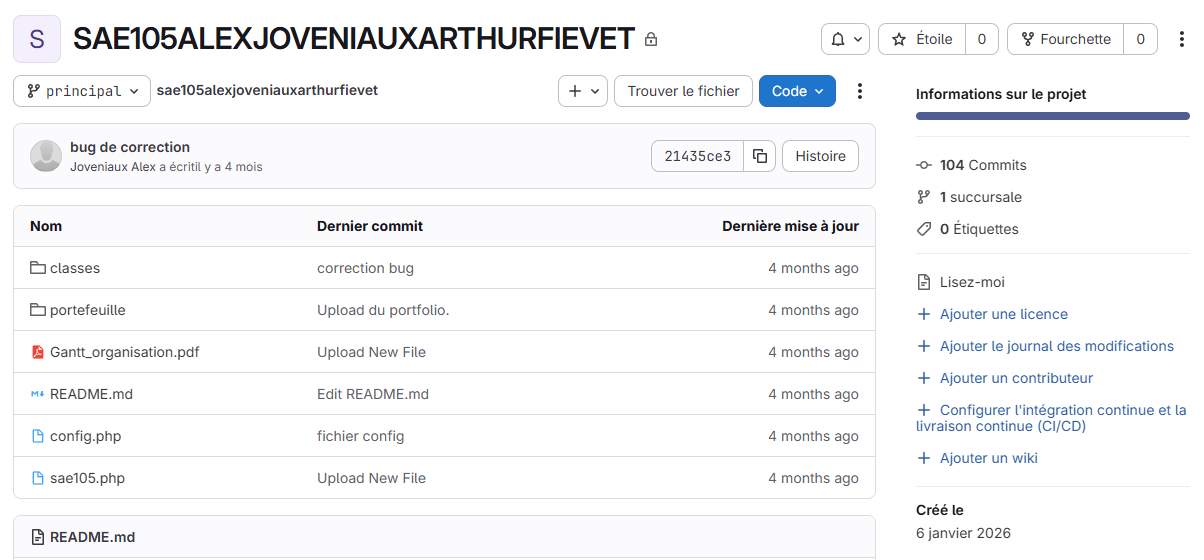 S
SAE105ALEXJOVENIAUXARTHURFIEVET
Étoile 0
Fourchette 0
principal
sae105alexjoveniauxarthurfievet
Trouver le fichier
Code
bug de correction
Joveniaux Alex a écritil y a 4 mois
21435ce3
Histoire
Nom Dernier commit Dernière mise à jour
classes correction bug 4 months ago
portefeuille Upload du portfolio. 4 months ago
Gantt_organisation.pdf Upload New File 4 months ago
README.md Edit README.md 4 months ago
config.php fichier config 4 months ago
sae105.php Upload New File 4 months ago
README.md
Informations sur le projet
104 Commits
1 succursale
0 Étiquettes
Lisez-moi
Ajouter une licence
Ajouter le journal des modifications
Ajouter un contributeur
Configurer l'intégration continue et la
livraison continue (CI/CD)
Ajouter un wiki
Créé le
6 janvier 2026